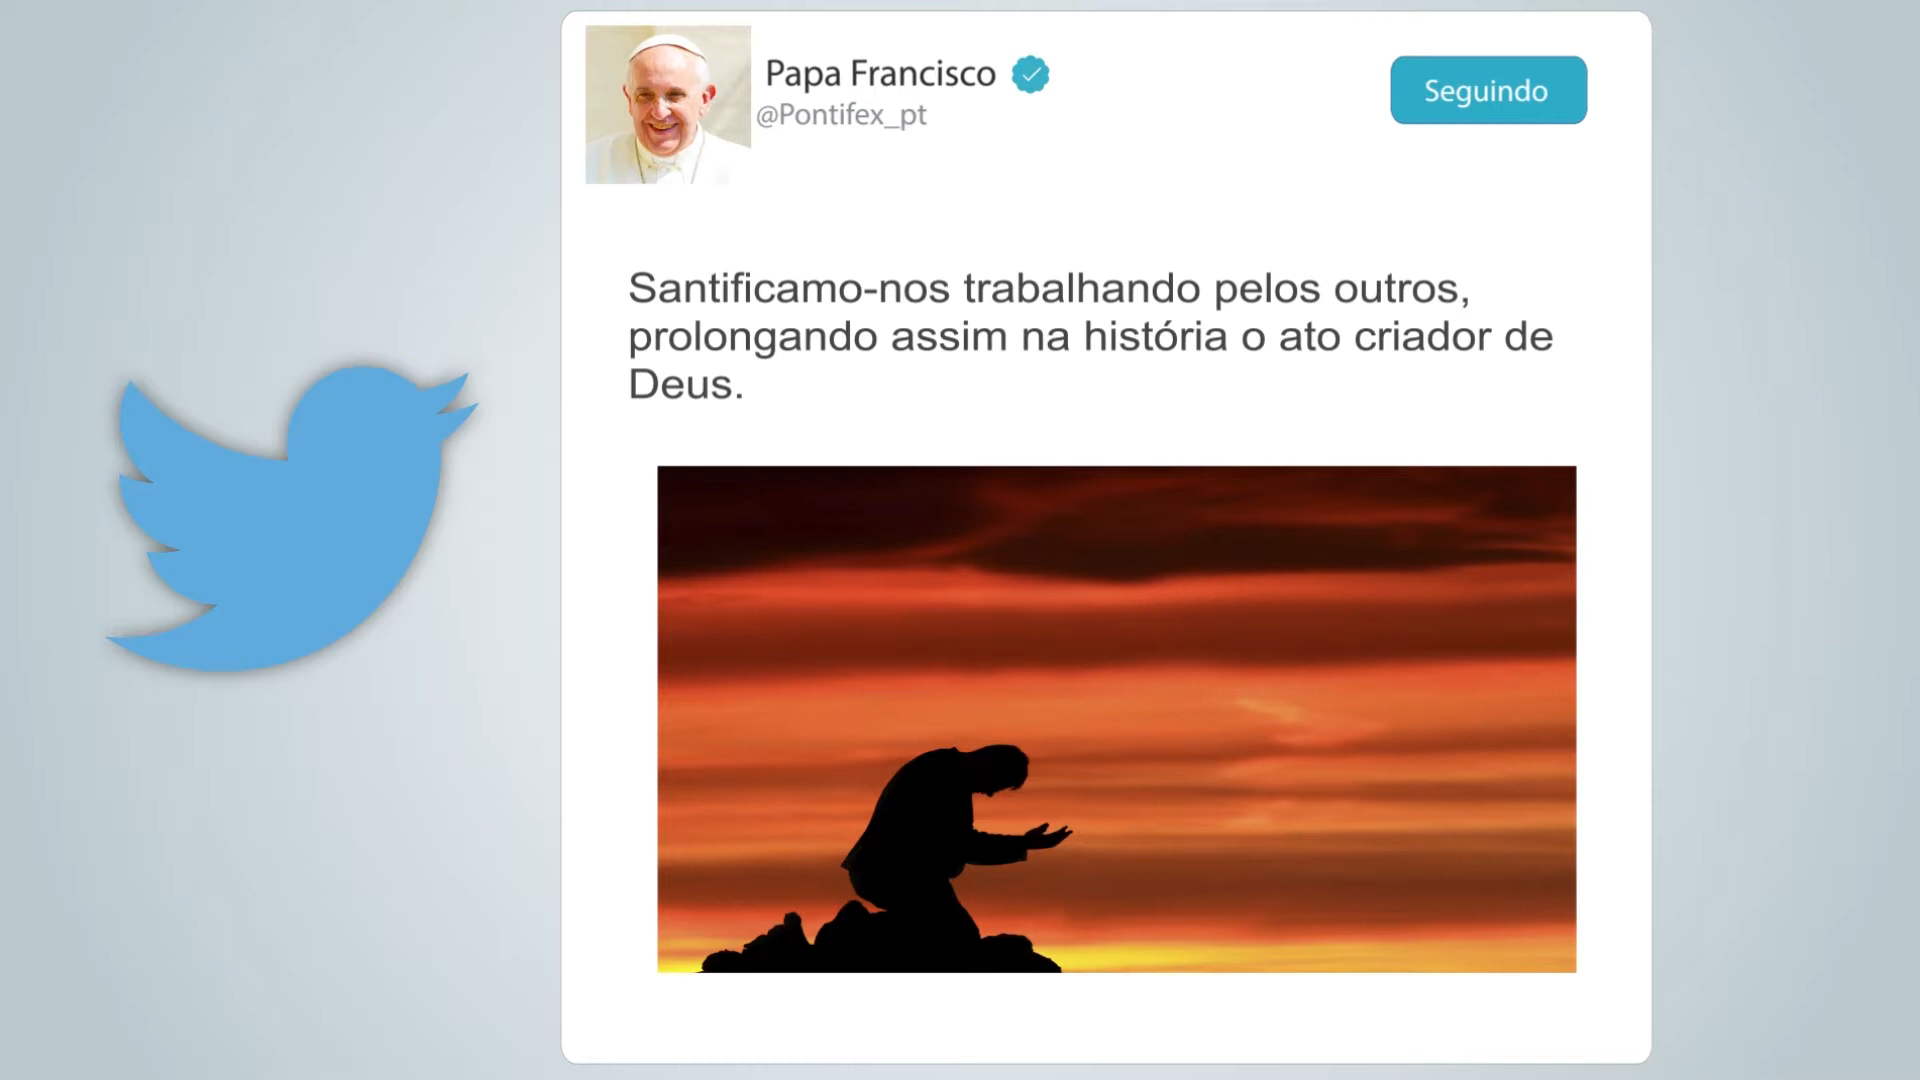 Papa Francisco
@Pontifex_pt
Seguindo
Santificamo-nos trabalhando pelos outros,
prolongando assim na história o ato criador de
Deus.